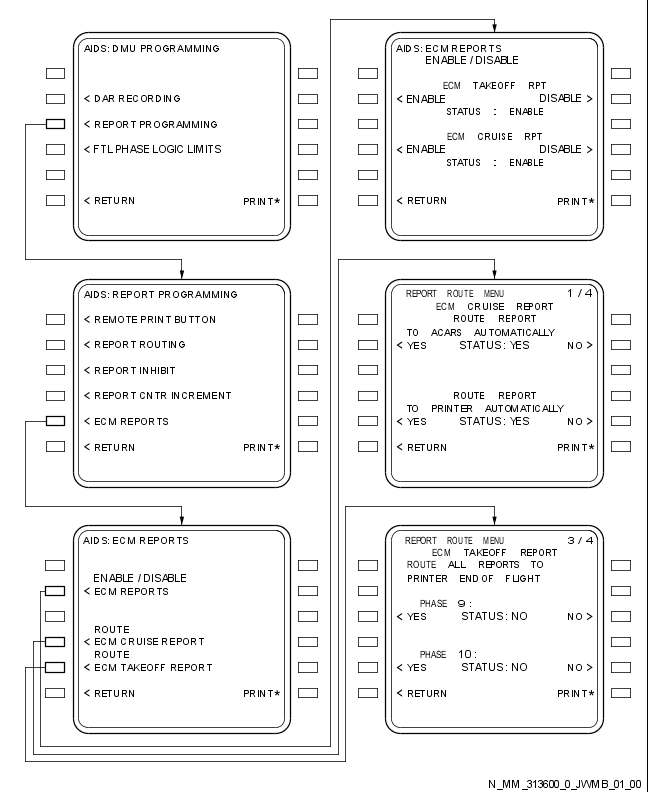 AIDS: DMU PROGRAMMING
< DAR RECORDING
< REPORT PROGRAMMING
< FTL PHASE LOGIC LIMITS
< RETURN PRINT*
AIDS: REPORT PROGRAMMING
< REMOTE PRINT BUTTON
< REPORT ROUTING
< REPORT INHIBIT
< REPORT CNTR INCREMENT
< ECM REPORTS
< RETURN PRINT*
AIDS: ECM REPORTS
ENABLE / DISABLE
< ECM REPORTS
ROUTE
< ECM CRUISE REPORT
ROUTE
< ECM TAKEOFF REPORT
< RETURN PRINT*
AIDS: ECM REPORTS
ENABLE / DISABLE
ECM TAKEOFF RPT
< ENABLE DISABLE >
STATUS : ENABLE
ECM CRUISE RPT
< ENABLE DISABLE >
STATUS : ENABLE
< RETURN PRINT*
REPORT ROUTE MENU 1 / 4
ECM CRUISE REPORT
ROUTE REPORT
TO ACARS AUTOMATICALLY
< YES STATUS: YES NO >
ROUTE REPORT
TO PRINTER AUTOMATICALLY
< YES STATUS: YES NO >
< RETURN PRINT*
REPORT ROUTE MENU 3 / 4
ECM TAKEOFF REPORT
ROUTE ALL REPORTS TO
PRINTER END OF FLIGHT
PHASE 9 :
< YES STATUS: NO NO >
PHASE 10 :
< YES STATUS: NO NO >
< RETURN PRINT*
N_MM_313600_0_JWMB_01_00